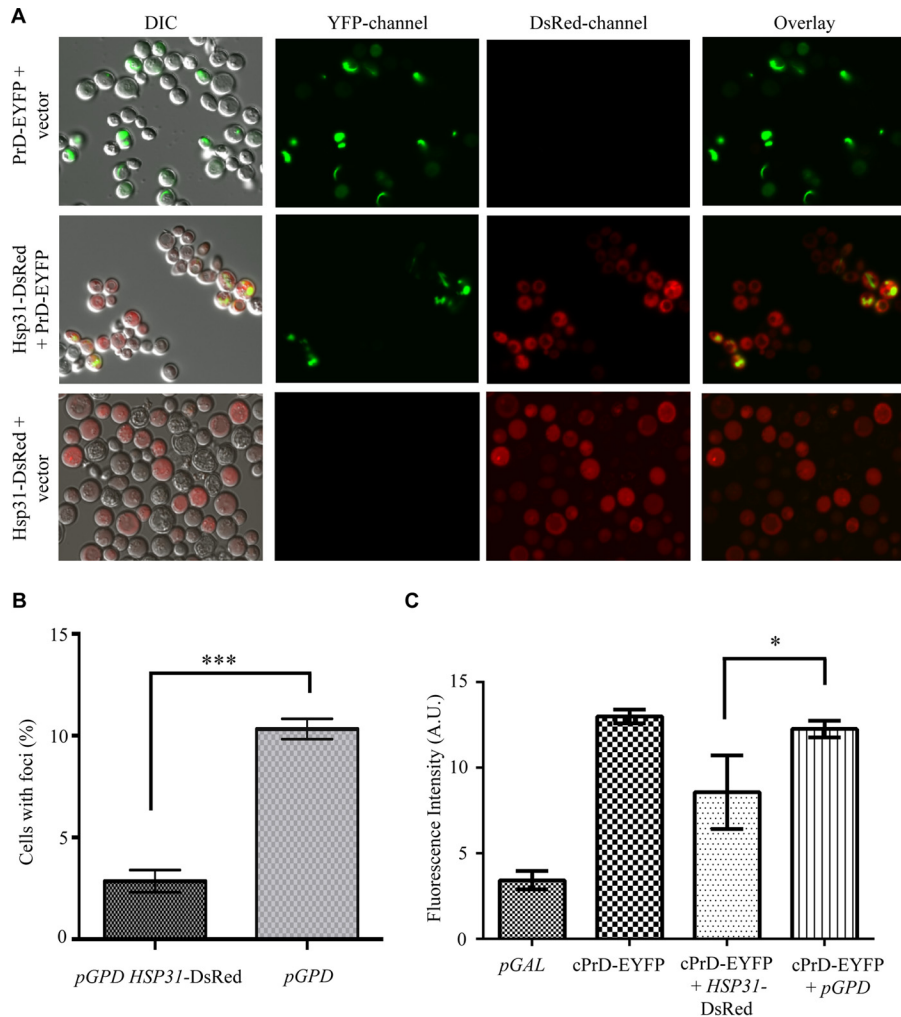 A
DIC
YFP-channel
DsRed-channel
Overlay
PrD-EYFP +
vector
Hsp31-DsRed
+ PrD-EYFP
Hsp31-DsRed +
vector
B
Cells with foci (%)
15
10
5
0
***
pGPD HSP31-DsRed
pGPD
C
Fluorescence Intensity (A.U.)
15
10
5
0
*
pGAL
cPrD-EYFP
cPrD-EYFP
+ HSP31-
DsRed
cPrD-EYFP
+ pGPD